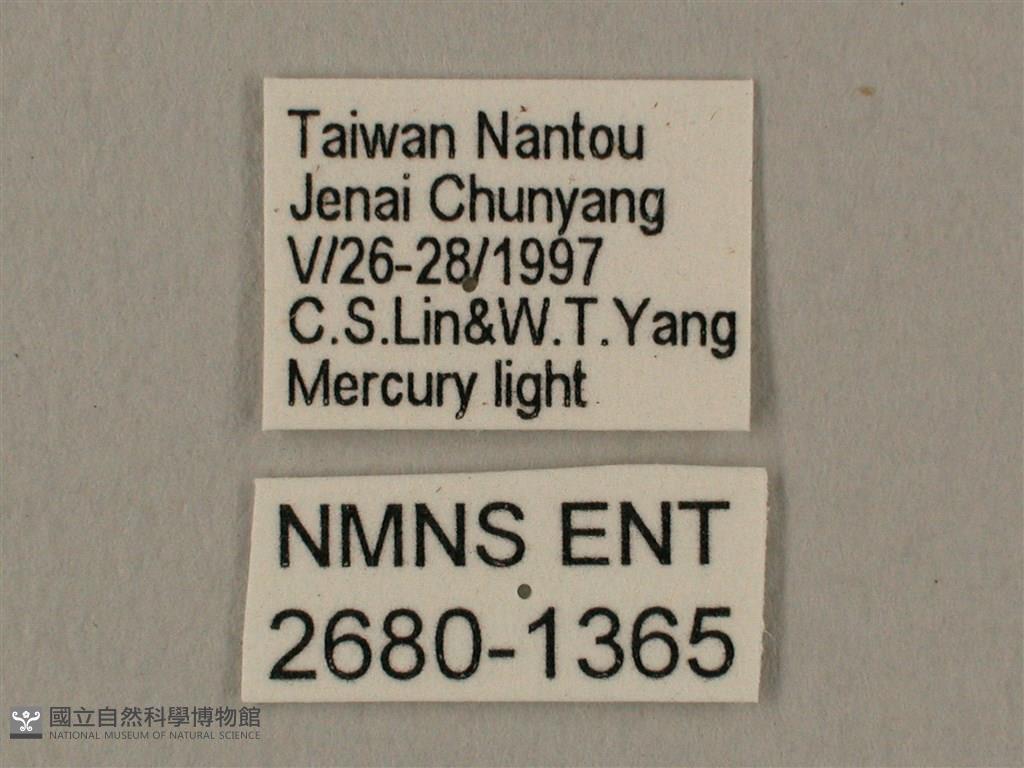 Taiwan Nantou
Jenai Chunyang
V/26-28/1997
C.S.Lin&W.T.Yang
Mercury light
NMNS ENT
2680-1365
國立自然科學博物館
NATIONAL MUSEUM OF NATURAL SCIENCE